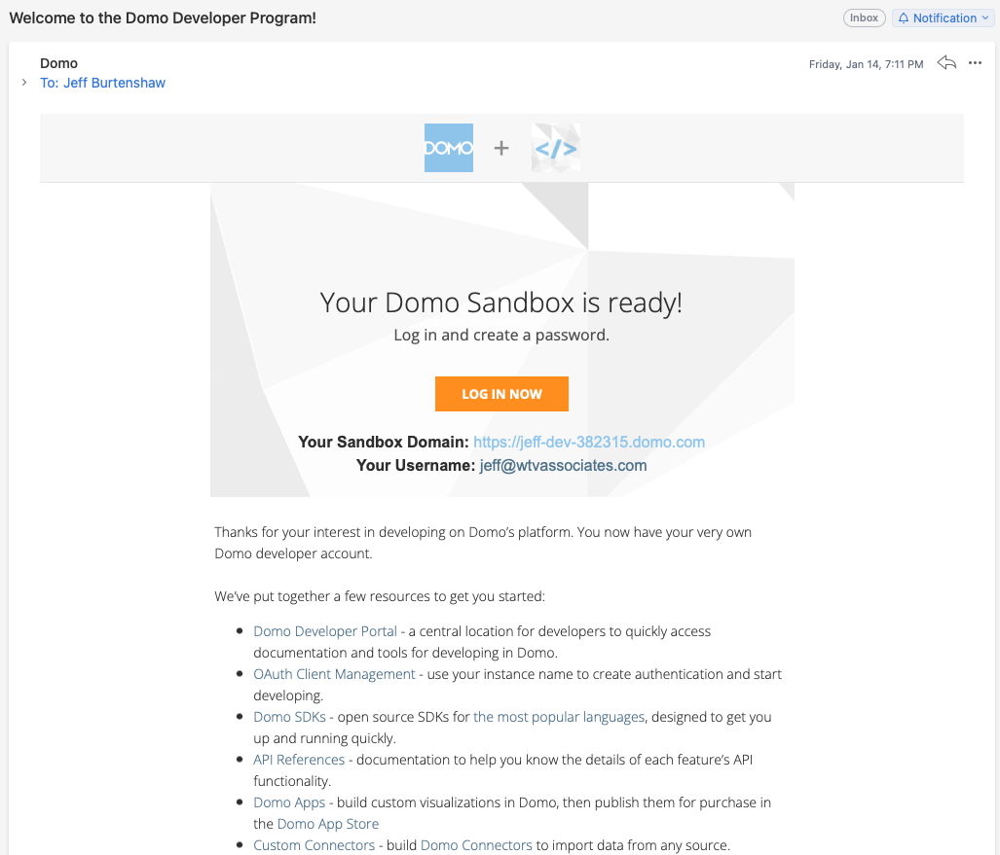 Welcome to the Domo Developer Program!
Inbox
Notification
Domo
Friday, Jan 14, 7:11 PM
To: Jeff Burtenshaw
DOMO + </>
Your Domo Sandbox is ready!
Log in and create a password.
LOG IN NOW
Your Sandbox Domain: https://jeff-dev-382315.domo.com
Your Username: jeff@wtvassociates.com
Thanks for your interest in developing on Domo’s platform. You now have your very own
Domo developer account.
We’ve put together a few resources to get you started:
• Domo Developer Portal - a central location for developers to quickly access
documentation and tools for developing in Domo.
• OAuth Client Management - use your instance name to create authentication and start
developing.
• Domo SDKs - open source SDKs for the most popular languages, designed to get you
up and running quickly.
• API References - documentation to help you know the details of each feature’s API
functionality.
• Domo Apps - build custom visualizations in Domo, then publish them for purchase in
the Domo App Store
• Custom Connectors - build Domo Connectors to import data from any source.